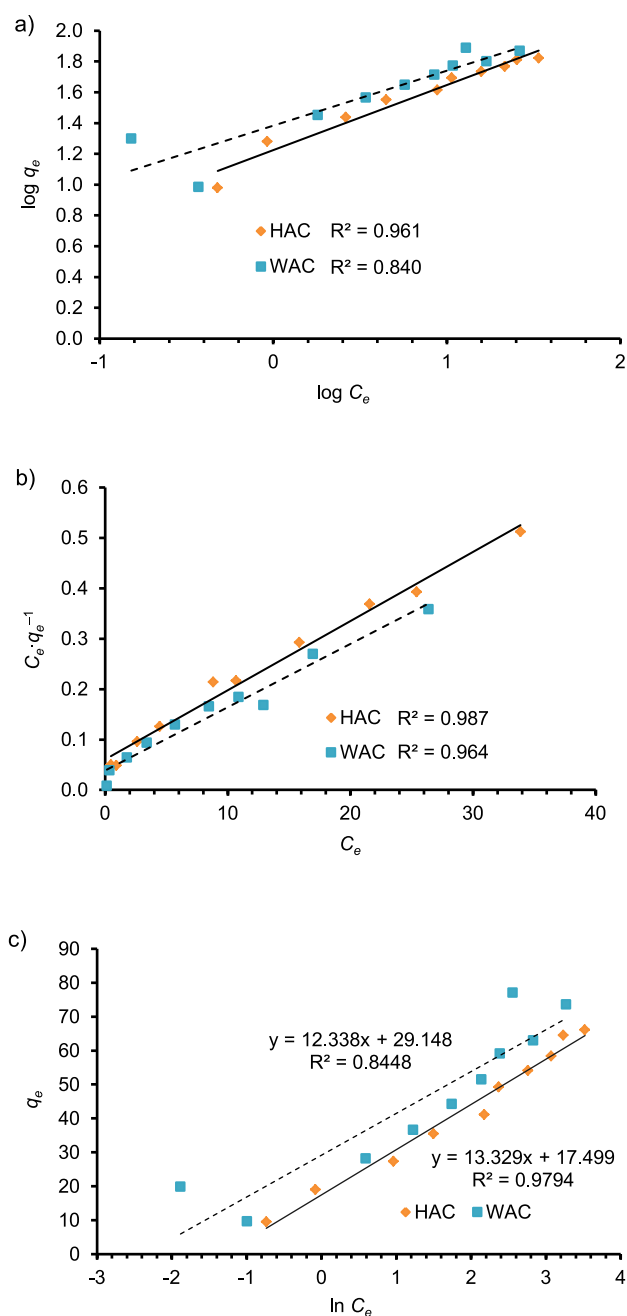 a)
2.0
1.8
1.6
1.4
1.2
1.0
0.8
0.6
0.4
0.2
0.0
log qe
HAC R² = 0.961
WAC R² = 0.840
-1 0 1 2
log Ce
b)
0.6
0.5
0.4
0.3
0.2
0.1
0.0
Ce·qe⁻¹
HAC R² = 0.987
WAC R² = 0.964
0 10 20 30 40
Ce
c)
90
80
70
60
50
40
30
20
10
0
qe
y = 12.338x + 29.148
R² = 0.8448
y = 13.329x + 17.499
R² = 0.9794
HAC WAC
-3 -2 -1 0 1 2 3 4
ln Ce